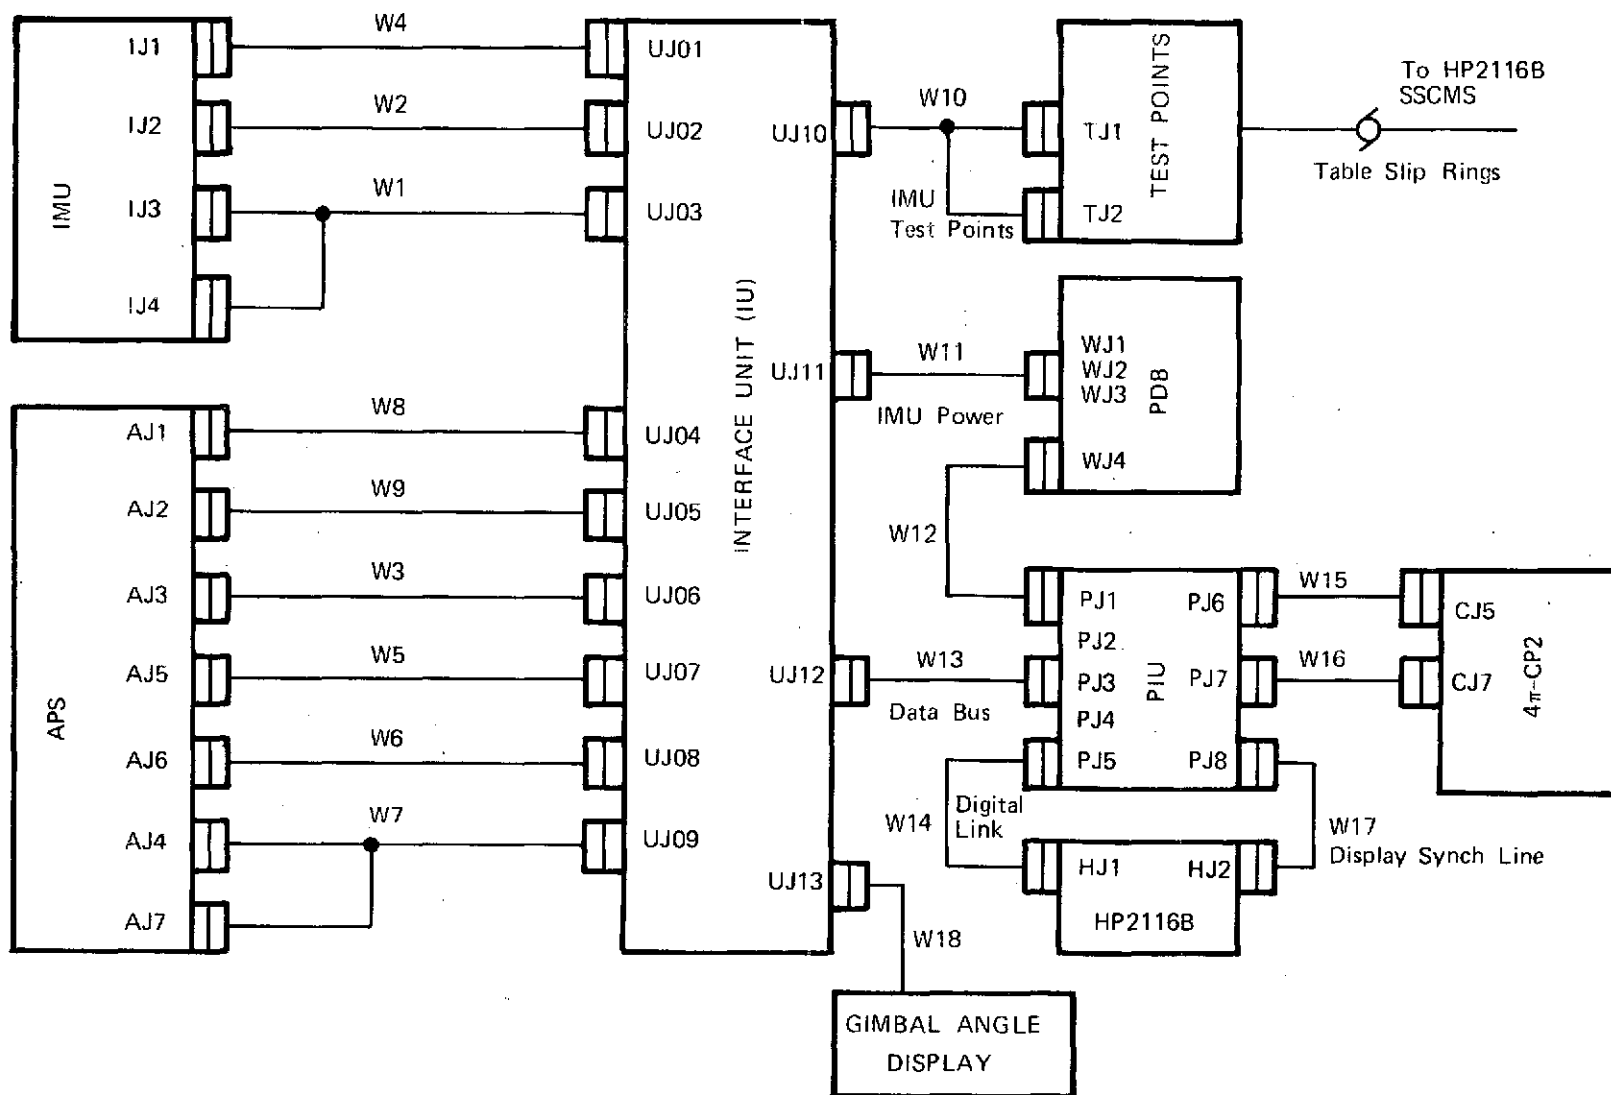 IMU
IJ1
IJ2
IJ3
IJ4
W4
W2
W1
UJ01
UJ02
UJ03
APS
AJ1
AJ2
AJ3
AJ5
AJ6
AJ4
AJ7
W8
W9
W3
W5
W6
W7
UJ04
UJ05
UJ06
UJ07
UJ08
UJ09
INTERFACE UNIT (IU)
UJ10
UJ11
UJ12
UJ13
W10
IMU
Test Points
TJ1
TJ2
TEST POINTS
To HP2116B
SSCMS
Table Slip Rings
W11
IMU Power
WJ1
WJ2
WJ3
WJ4
PDB
W12
W13
Data Bus
PJ1
PJ2
PJ3
PJ4
PJ5
PIU
PJ6
PJ7
PJ8
W15
W16
CJ5
CJ7
4π-CP2
W14
Digital
Link
W17
Display Synch Line
HJ1
HJ2
HP2116B
W18
GIMBAL ANGLE
DISPLAY